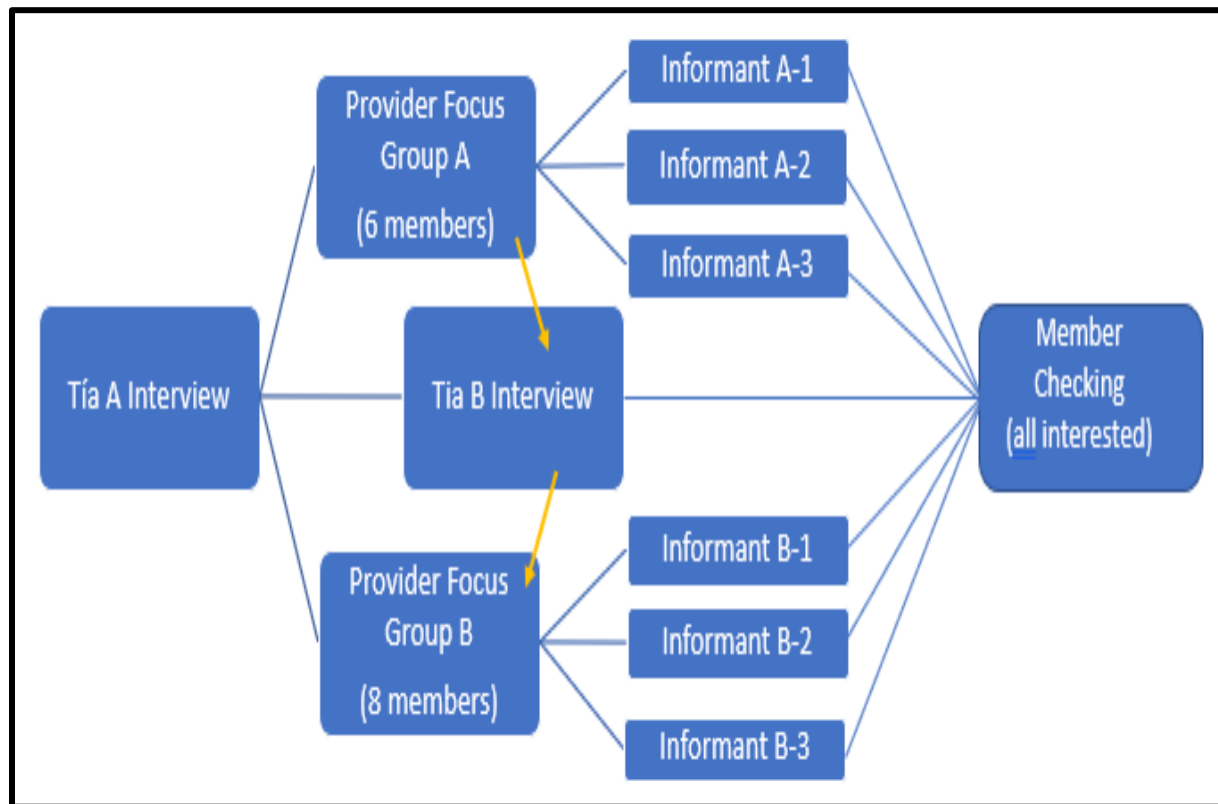 Tía A Interview
Provider Focus
Group A
(6 members)
Tia B Interview
Provider Focus
Group B
(8 members)
Informant A-1
Informant A-2
Informant A-3
Informant B-1
Informant B-2
Informant B-3
Member
Checking
(all interested)